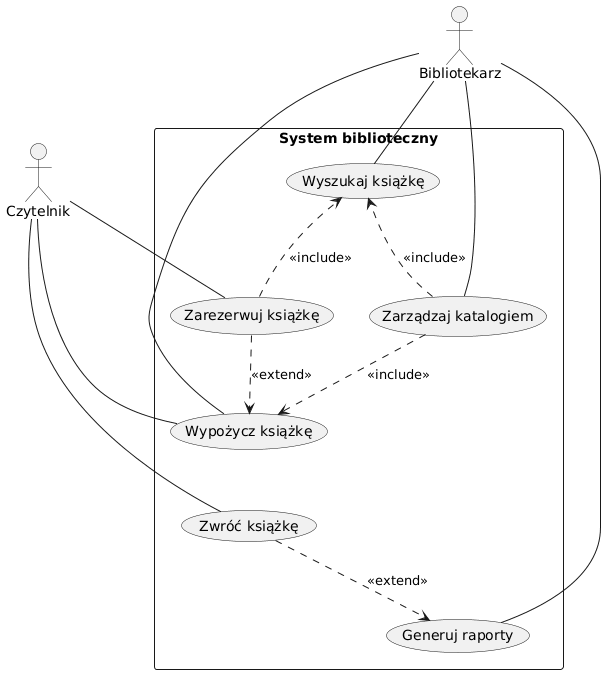 Bibliotekarz
System biblioteczny
Czytelnik
Wyszukaj książkę
«include»
«include»
Zarezerwuj książkę
Zarządzaj katalogiem
«extend»
«include»
Wypożycz książkę
Zwróć książkę
«extend»
Generuj raporty